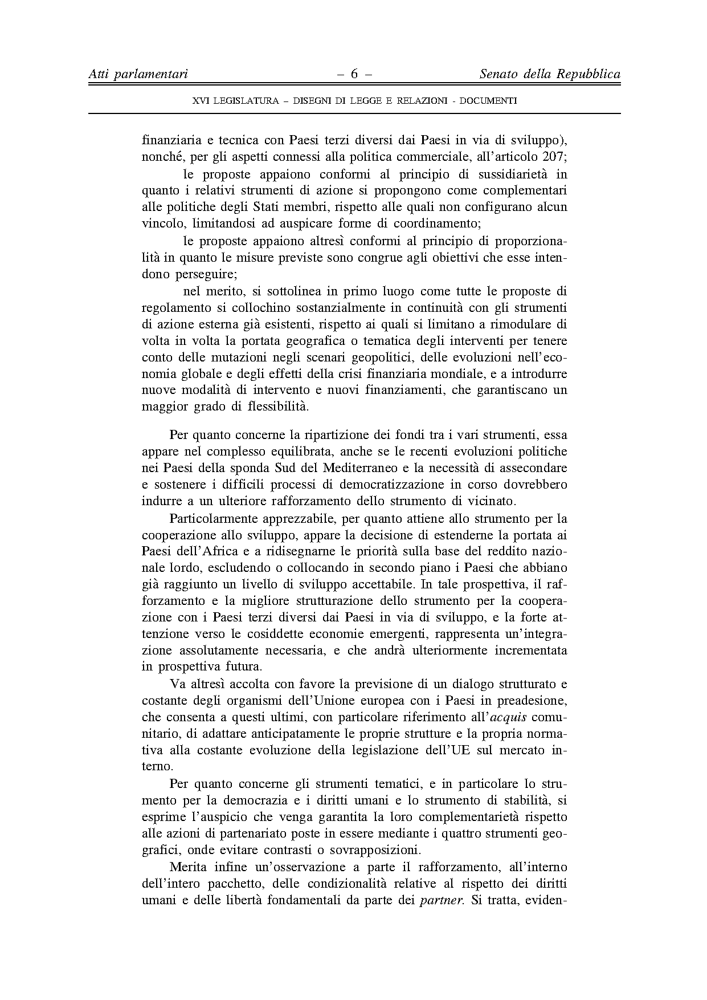 Atti parlamentari – 6 – Senato della Repubblica
XVI LEGISLATURA – DISEGNI DI LEGGE E RELAZIONI - DOCUMENTI
finanziaria e tecnica con Paesi terzi diversi dai Paesi in via di sviluppo),
nonché, per gli aspetti connessi alla politica commerciale, all’articolo 207;
le proposte appaiono conformi al principio di sussidiarietà in
quanto i relativi strumenti di azione si propongono come complementari
alle politiche degli Stati membri, rispetto alle quali non configurano alcun
vincolo, limitandosi ad auspicare forme di coordinamento;
le proposte appaiono altresì conformi al principio di proporziona-
lità in quanto le misure previste sono congrue agli obiettivi che esse inten-
dono perseguire;
nel merito, si sottolinea in primo luogo come tutte le proposte di
regolamento si collochino sostanzialmente in continuità con gli strumenti
di azione esterna già esistenti, rispetto ai quali si limitano a rimodulare di
volta in volta la portata geografica o tematica degli interventi per tenere
conto delle mutazioni negli scenari geopolitici, delle evoluzioni nell’eco-
nomia globale e degli effetti della crisi finanziaria mondiale, e a introdurre
nuove modalità di intervento e nuovi finanziamenti, che garantiscano un
maggior grado di flessibilità.
Per quanto concerne la ripartizione dei fondi tra i vari strumenti, essa
appare nel complesso equilibrata, anche se le recenti evoluzioni politiche
nei Paesi della sponda Sud del Mediterraneo e la necessità di assecondare
e sostenere i difficili processi di democratizzazione in corso dovrebbero
indurre a un ulteriore rafforzamento dello strumento di vicinato.
Particolarmente apprezzabile, per quanto attiene allo strumento per la
cooperazione allo sviluppo, appare la decisione di estenderne la portata ai
Paesi dell’Africa e a ridisegnarne le priorità sulla base del reddito nazio-
nale lordo, escludendo o collocando in secondo piano i Paesi che abbiano
già raggiunto un livello di sviluppo accettabile. In tale prospettiva, il raf-
forzamento e la migliore strutturazione dello strumento per la coopera-
zione con i Paesi terzi diversi dai Paesi in via di sviluppo, e la forte at-
tenzione verso le cosiddette economie emergenti, rappresenta un’integra-
zione assolutamente necessaria, e che andrà ulteriormente incrementata
in prospettiva futura.
Va altresì accolta con favore la previsione di un dialogo strutturato e
costante degli organismi dell’Unione europea con i Paesi in preadesione,
che consenta a questi ultimi, con particolare riferimento all’acquis comu-
nitario, di adattare anticipatamente le proprie strutture e la propria norma-
tiva alla costante evoluzione della legislazione dell’UE sul mercato in-
terno.
Per quanto concerne gli strumenti tematici, e in particolare lo stru-
mento per la democrazia e i diritti umani e lo strumento di stabilità, si
esprime l’auspicio che venga garantita la loro complementarietà rispetto
alle azioni di partenariato poste in essere mediante i quattro strumenti geo-
grafici, onde evitare contrasti o sovrapposizioni.
Merita infine un’osservazione a parte il rafforzamento, all’interno
dell’intero pacchetto, delle condizionalità relative al rispetto dei diritti
umani e delle libertà fondamentali da parte dei partner. Si tratta, eviden-